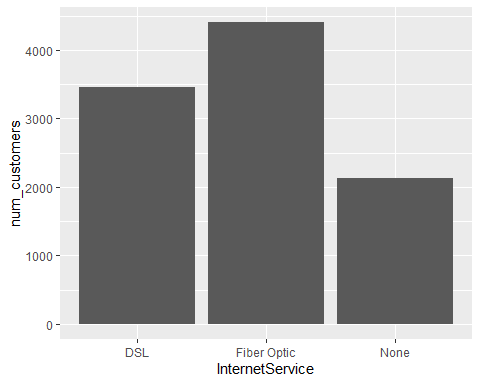 num_customers
4000
3000
2000
1000
0
DSL Fiber Optic None
InternetService